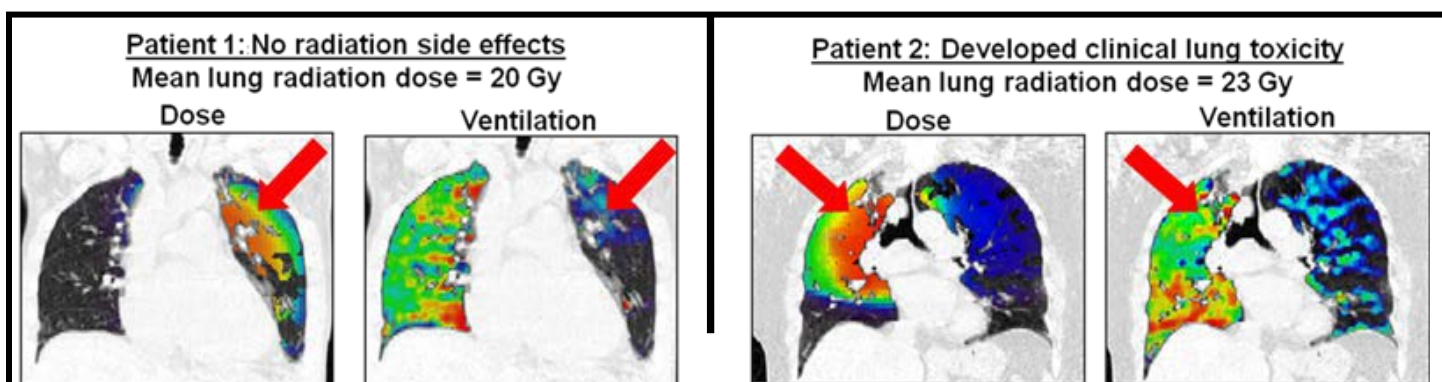 Patient 1: No radiation side effects
Mean lung radiation dose = 20 Gy
Dose
Ventilation
Patient 2: Developed clinical lung toxicity
Mean lung radiation dose = 23 Gy
Dose
Ventilation